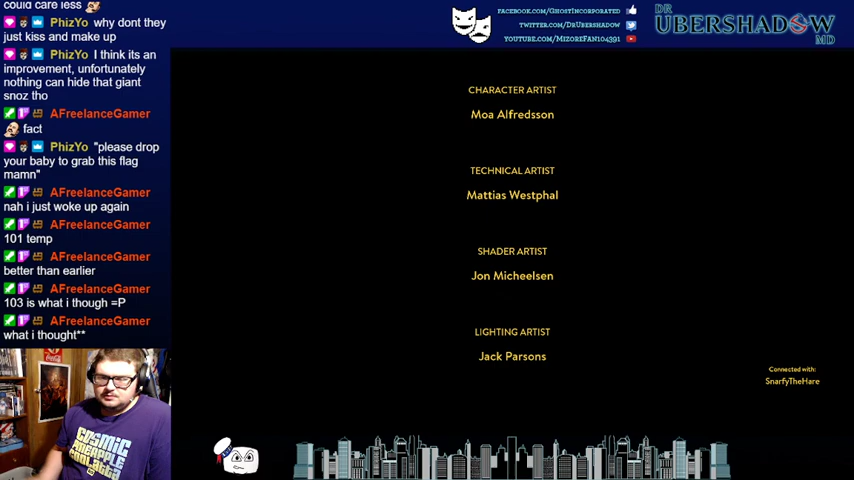 could care less
PhizYo why dont they
just kiss and make up
PhizYo I think its an
improvement, unfortunately
nothing can hide that giant
snoz tho
AFreelanceGamer
fact
PhizYo "please drop
your baby to grab this flag
mamn"
AFreelanceGamer
nah i just woke up again
AFreelanceGamer
101 temp
AFreelanceGamer
better than earlier
AFreelanceGamer
103 is what i though =P
AFreelanceGamer
what i thought**
COSMIC
PINEAPPLE
facebook.com/GhostIncorporated
twitter.com/DrUbershadow
youtube.com/MizoreFan104391
DR
UBERSHADOW
MD
CHARACTER ARTIST
Moa Alfredsson
TECHNICAL ARTIST
Mattias Westphal
SHADER ARTIST
Jon Micheelsen
LIGHTING ARTIST
Jack Parsons
Connected with:
SnarfyTheHare